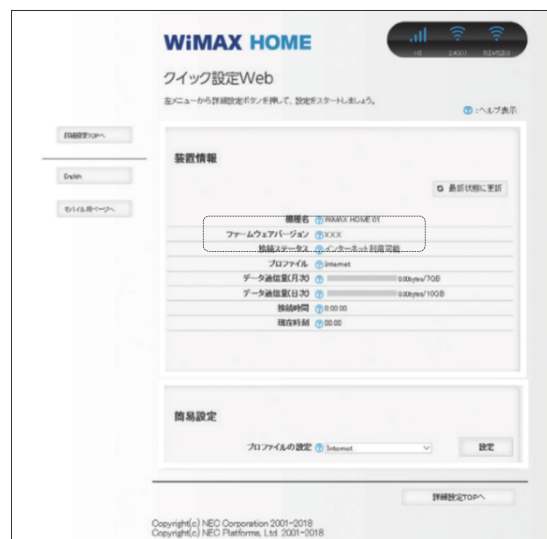 WiMAX HOME
クイック設定Web
左メニューから詳細設定ボタンを押して、設定をスタートしましょう。
:ヘルプ表示
詳細設定TOPへ
English
モバイル用ページへ
装置情報
最新状態に更新
機種名 WiMAX HOME 01
ファームウェアバージョン XXX
接続ステータス インターネット利用可能
プロファイル Internet
データ通信量(月次) 0.00bytes/7GB
データ通信量(日次) 0.00bytes/10GB
接続時間 0:00:00
現在時刻 00:00
簡易設定
プロファイルの設定 Internet
設定
詳細設定TOPへ
Copyright(c) NEC Corporation 2001-2018
Copyright(c) NEC Platforms, Ltd. 2001-2018